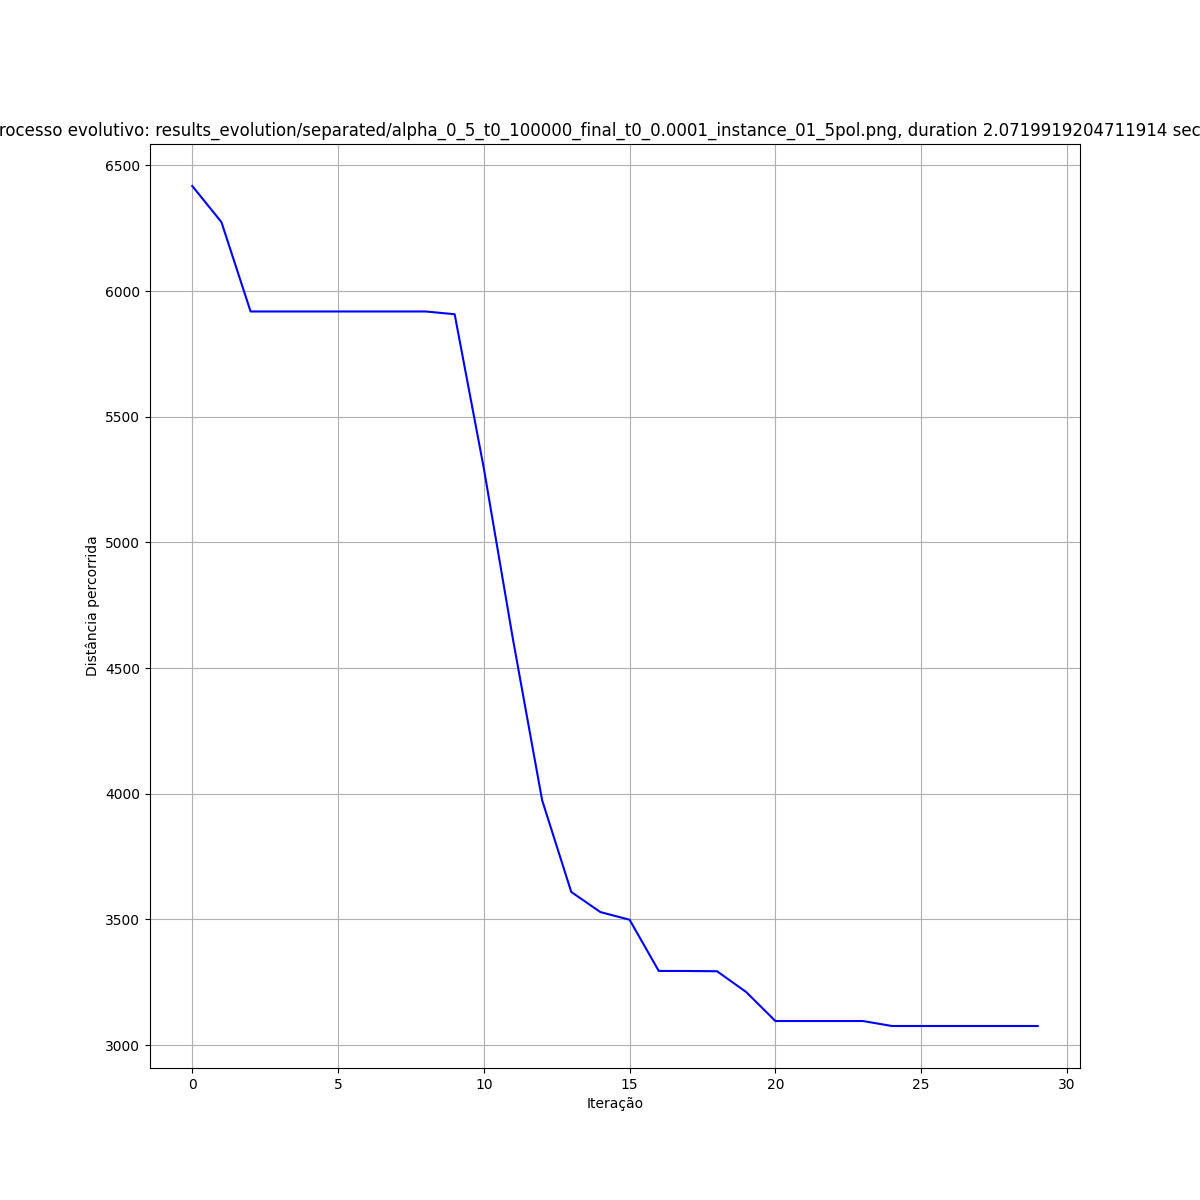 rocesso evolutivo: results_evolution/separated/alpha_0_5_t0_100000_final_t0_0.0001_instance_01_5pol.png, duration 2.0719919204711914 sec
6500
6000
5500
5000
4500
4000
3500
3000
Distância percorrida
0 5 10 15 20 25 30
Iteração